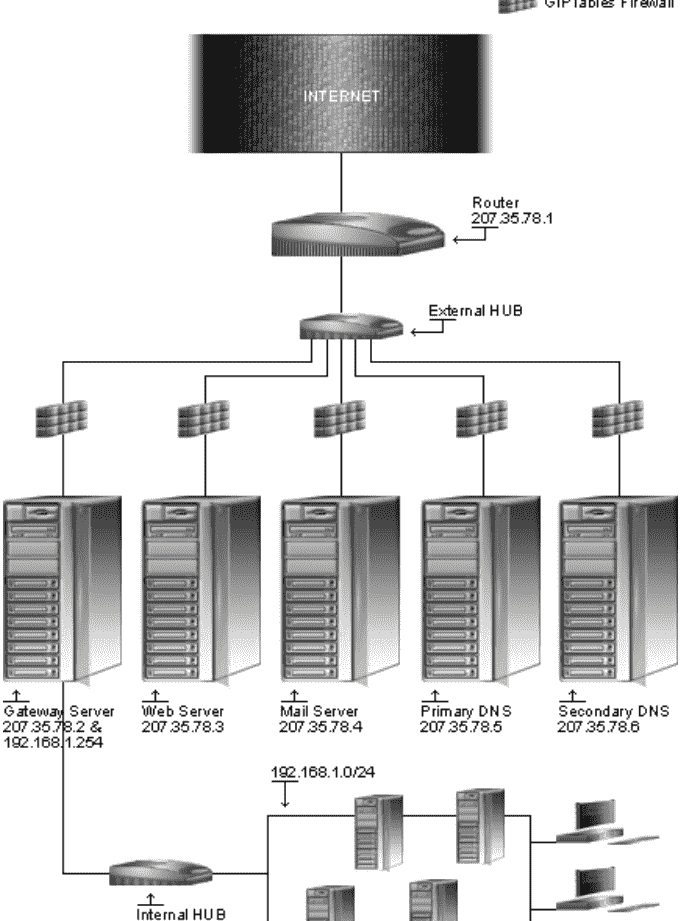 GIPTables Firewall
INTERNET
Router
207.35.78.1
External HUB
Gateway Server
207.35.78.2 &
192.168.1.254
Web Server
207.35.78.3
Mail Server
207.35.78.4
Primary DNS
207.35.78.5
Secondary DNS
207.35.78.6
192.168.1.0/24
Internal HUB